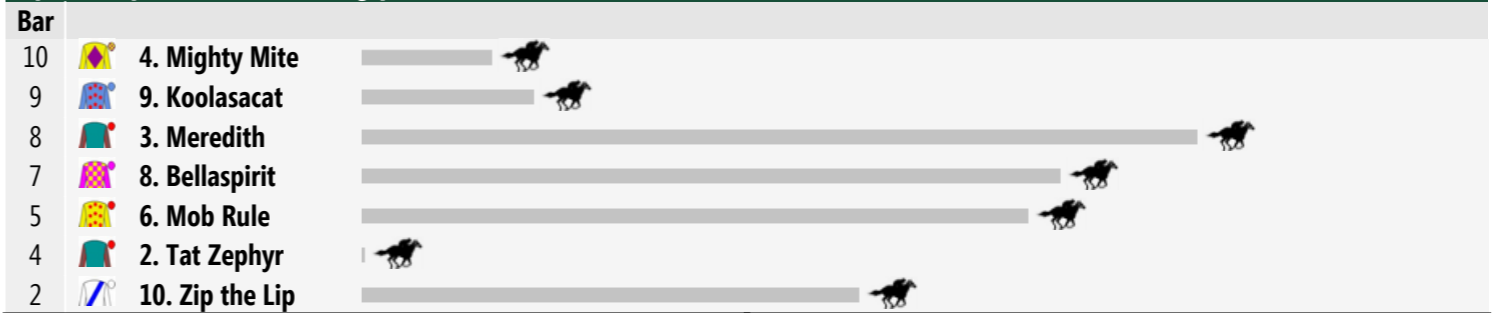 Bar
10 4. Mighty Mite
9 9. Koolasacat
8 3. Meredith
7 8. Bellaspirit
5 6. Mob Rule
4 2. Tat Zephyr
2 10. Zip the Lip